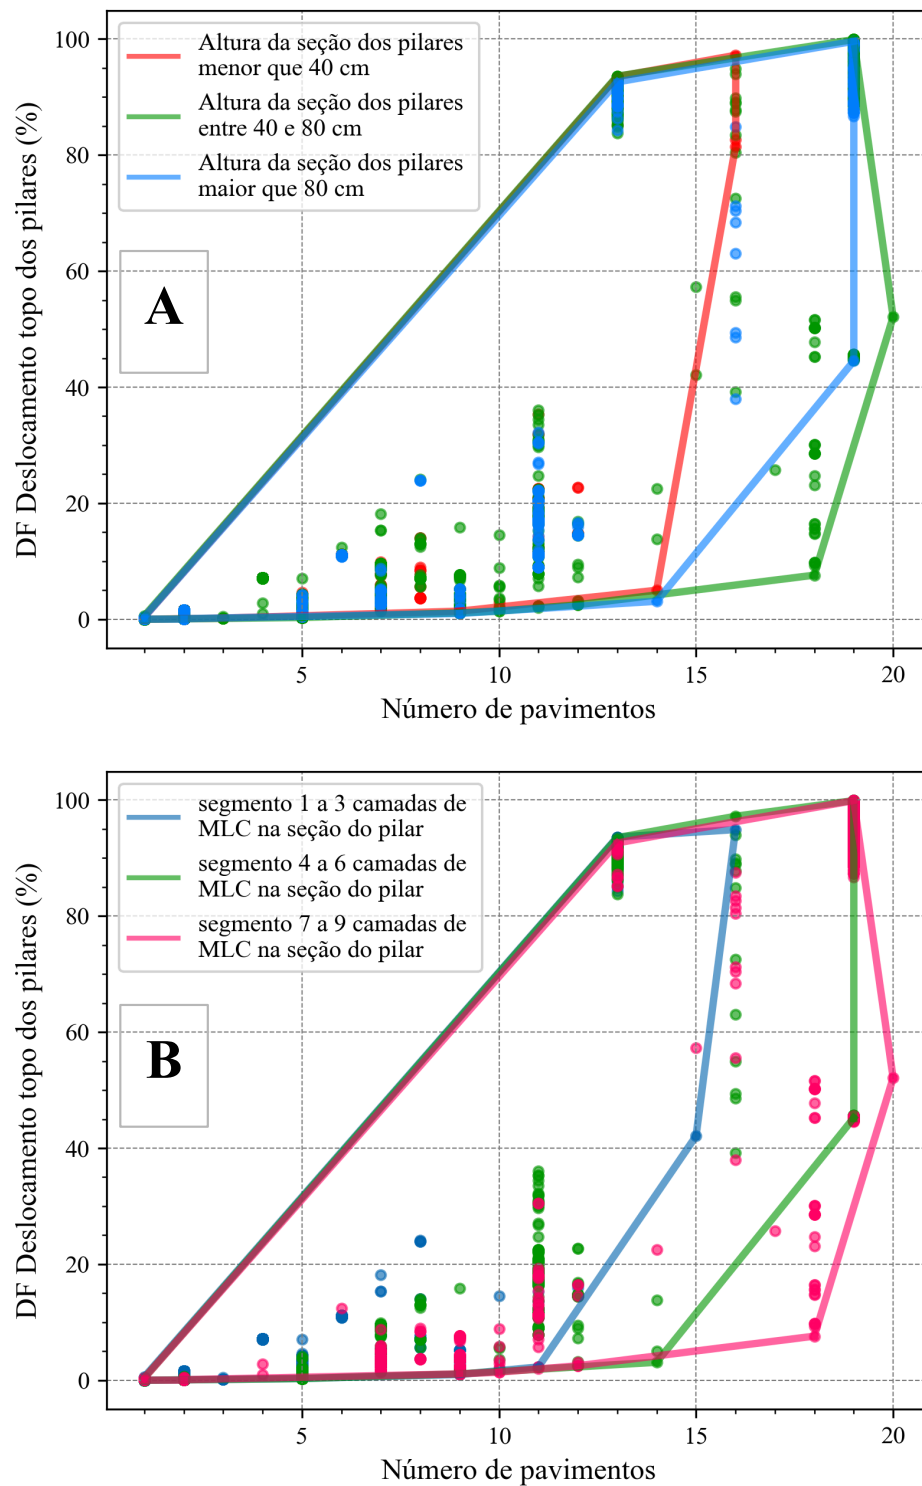 100
80
60
40
20
0
DF Deslocamento topo dos pilares (%)
Altura da seção dos pilares
menor que 40 cm
Altura da seção dos pilares
entre 40 e 80 cm
Altura da seção dos pilares
maior que 80 cm
A
5
10
15
20
Número de pavimentos
100
80
60
40
20
0
DF Deslocamento topo dos pilares (%)
segmento 1 a 3 camadas de
MLC na seção do pilar
segmento 4 a 6 camadas de
MLC na seção do pilar
segmento 7 a 9 camadas de
MLC na seção do pilar
B
5
10
15
20
Número de pavimentos